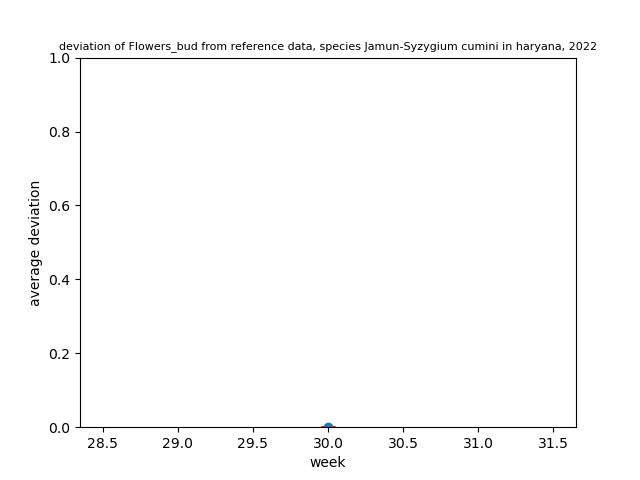 deviation of Flowers_bud from reference data, species Jamun-Syzygium cumini in haryana, 2022
1.0
0.8
0.6
0.4
0.2
0.0
average deviation
28.5 29.0 29.5 30.0 30.5 31.0 31.5
week